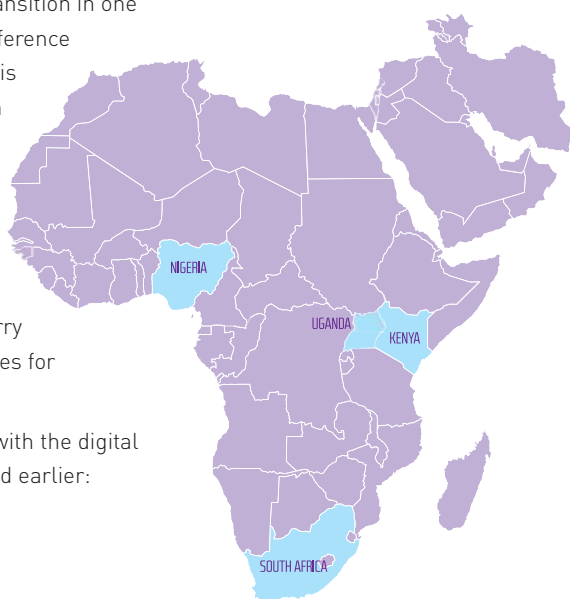 ansition in one
ference
is
rry
es for
with the digital
d earlier:
NIGERIA
UGANDA
KENYA
SOUTH AFRICA